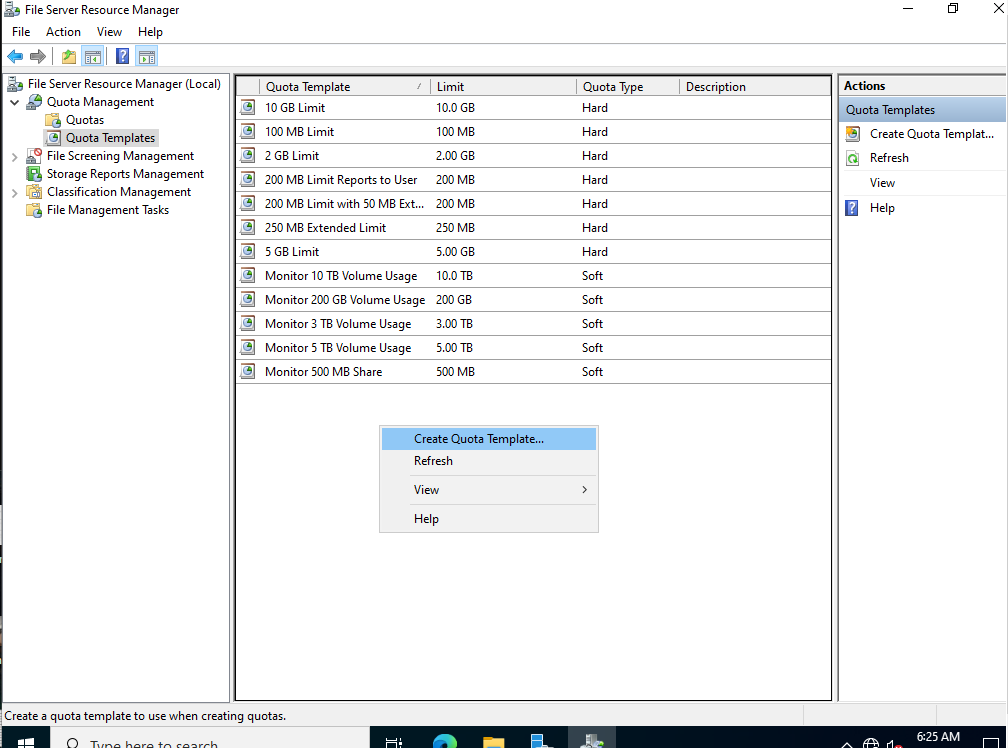 File Server Resource Manager
File Action View Help
File Server Resource Manager (Local)
Quota Management
Quotas
Quota Templates
File Screening Management
Storage Reports Management
Classification Management
File Management Tasks
Quota Template Limit Quota Type Description
10 GB Limit 10.0 GB Hard
100 MB Limit 100 MB Hard
2 GB Limit 2.00 GB Hard
200 MB Limit Reports to User 200 MB Hard
200 MB Limit with 50 MB Ext... 200 MB Hard
250 MB Extended Limit 250 MB Hard
5 GB Limit 5.00 GB Hard
Monitor 10 TB Volume Usage 10.0 TB Soft
Monitor 200 GB Volume Usage 200 GB Soft
Monitor 3 TB Volume Usage 3.00 TB Soft
Monitor 5 TB Volume Usage 5.00 TB Soft
Monitor 500 MB Share 500 MB Soft
Create Quota Template...
Refresh
View
Help
Actions
Quota Templates
Create Quota Templat...
Refresh
View
Help
Create a quota template to use when creating quotas.
Type here to search
6:25 AM